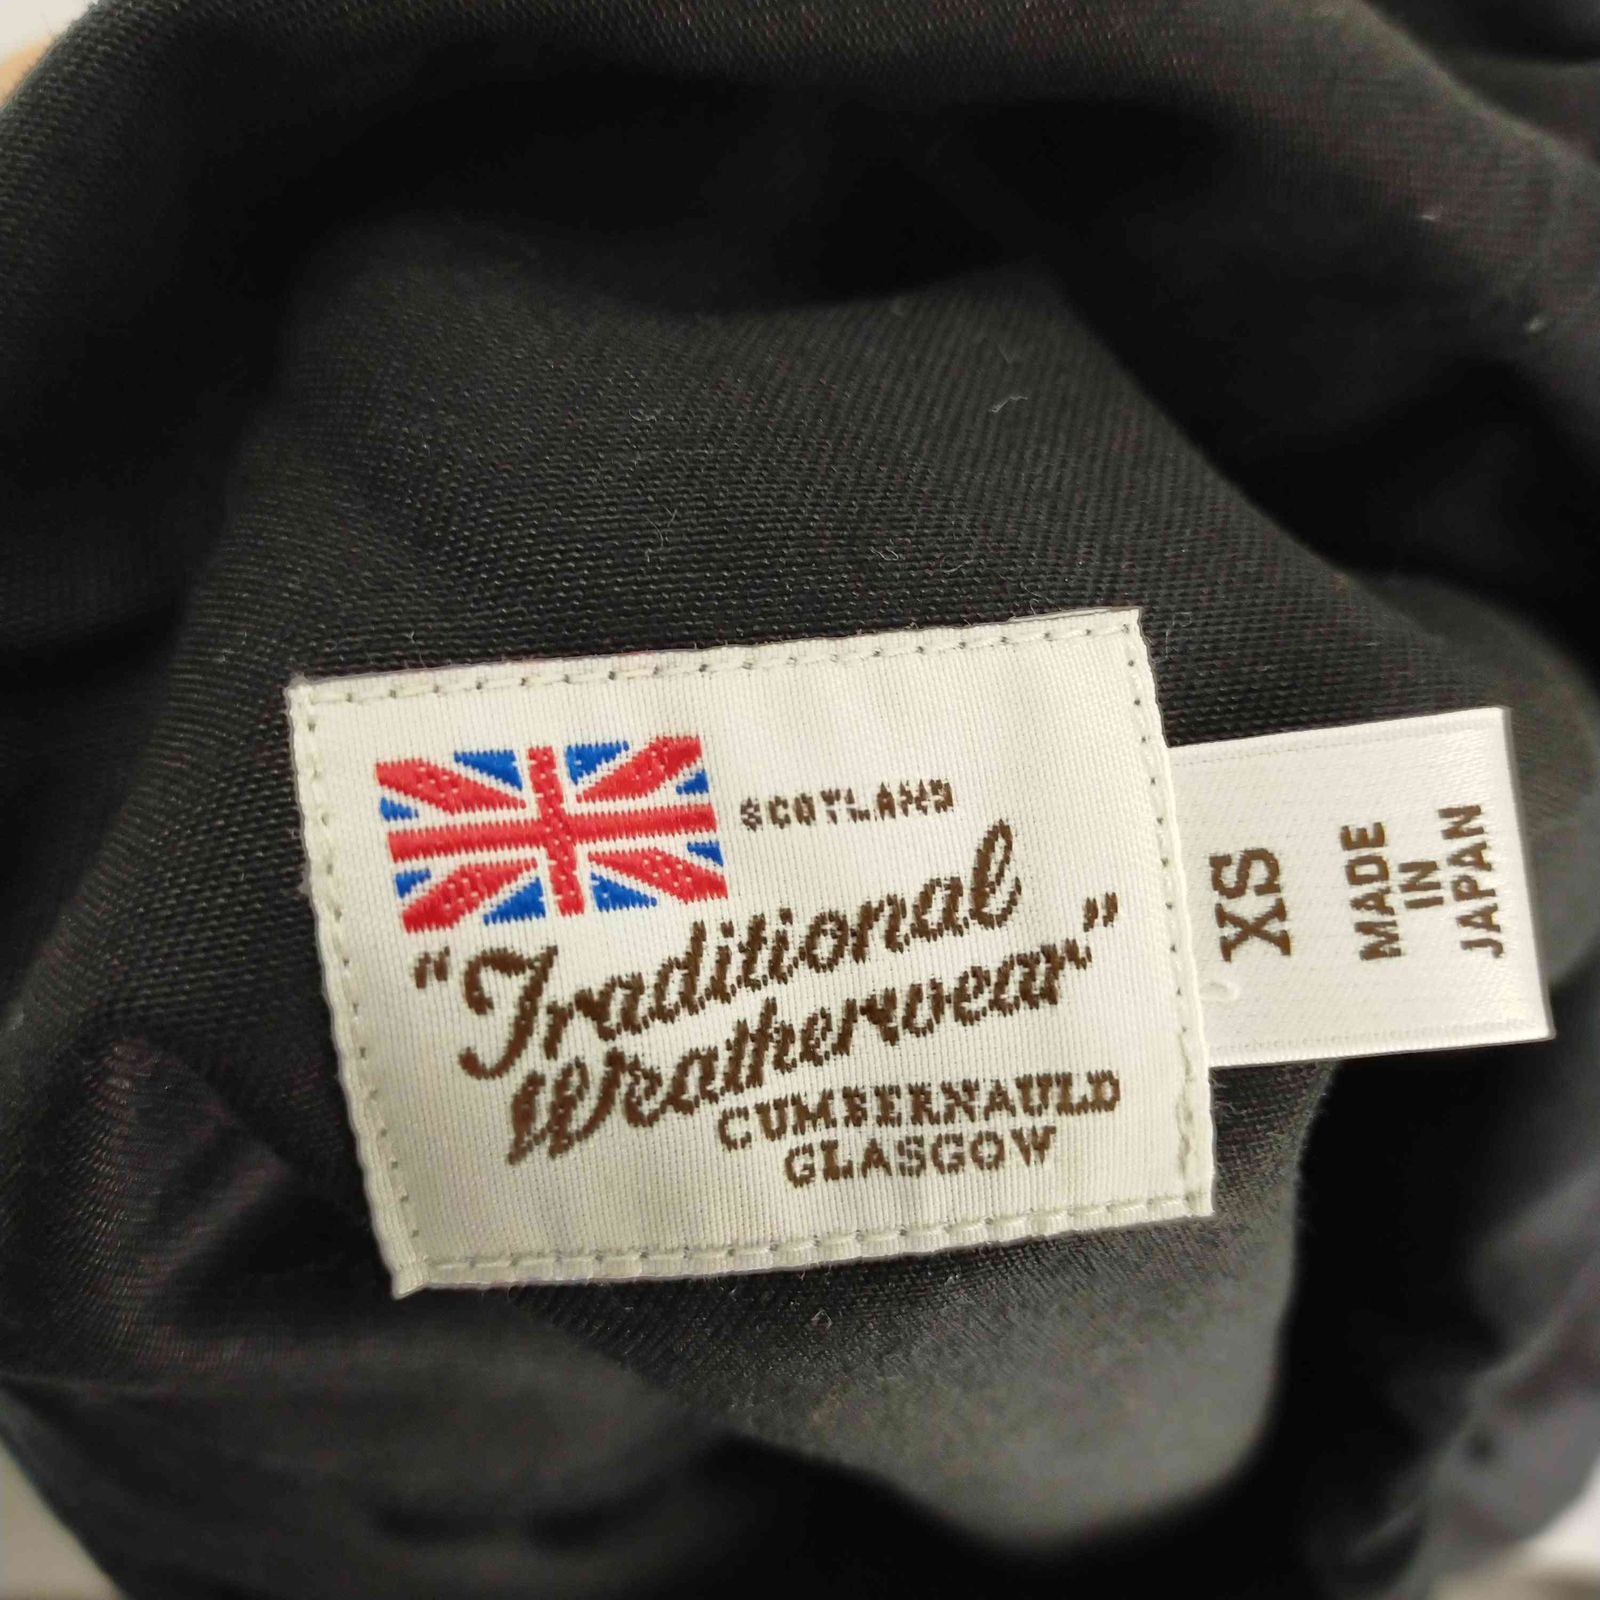 SCOTLAND
"Traditional
Weatherwear"
CUMBERNAULD
GLASGOW
XS
MADE
IN
JAPAN